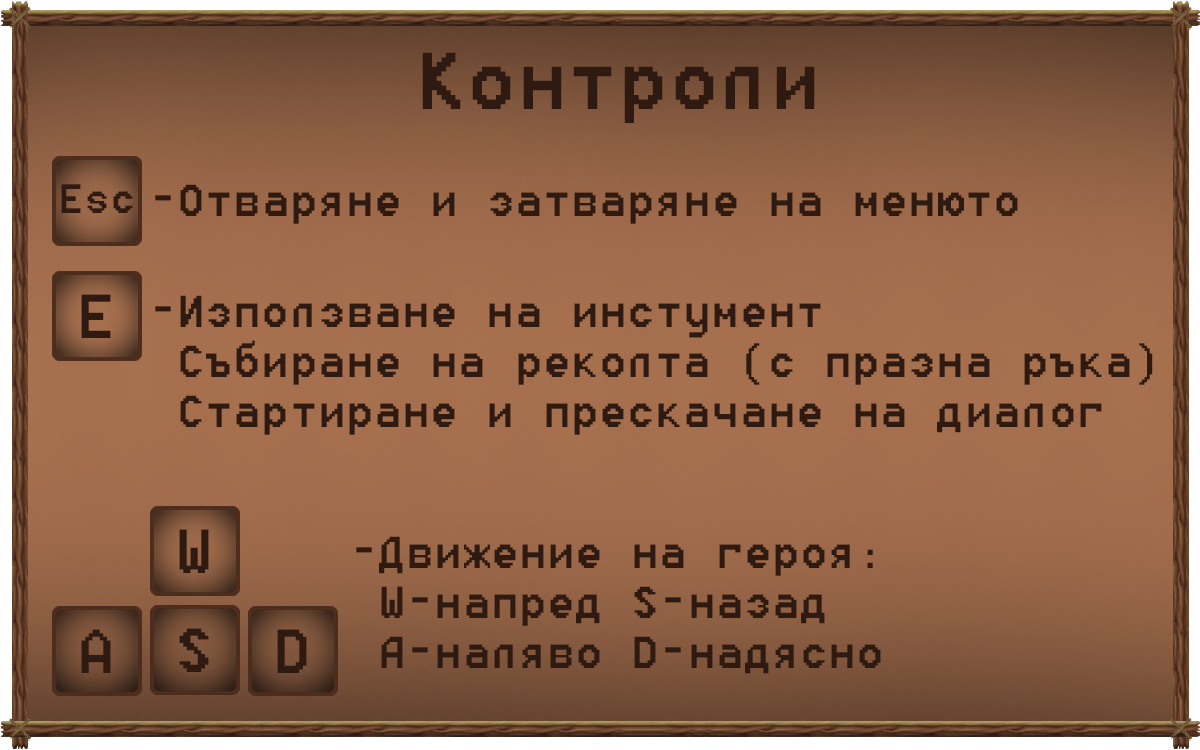 Контроли
Esc -Отваряне и затваряне на менюто
E -Използване на инстумент
Събиране на реколта (с празна ръка)
Стартиране и прескачане на диалог
W
-Движение на героя:
W-напред S-назад
A S D
A-наляво D-надясно